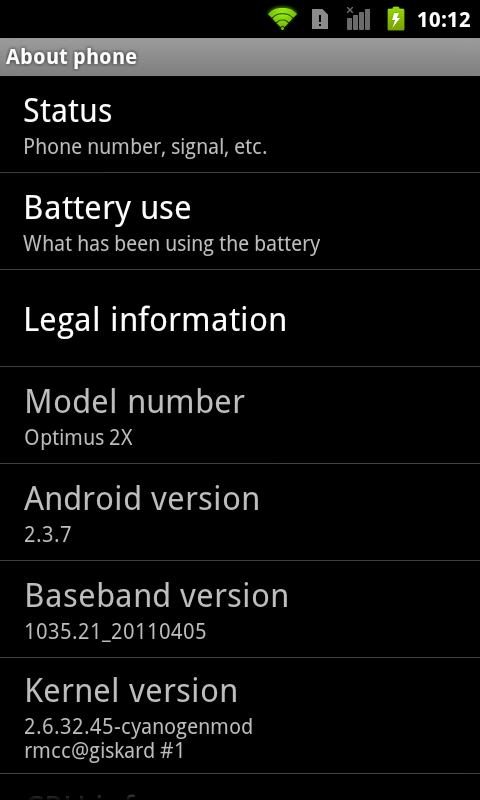 10:12
About phone
Status
Phone number, signal, etc.
Battery use
What has been using the battery
Legal information
Model number
Optimus 2X
Android version
2.3.7
Baseband version
1035.21_20110405
Kernel version
2.6.32.45-cyanogenmod
rmcc@giskard #1